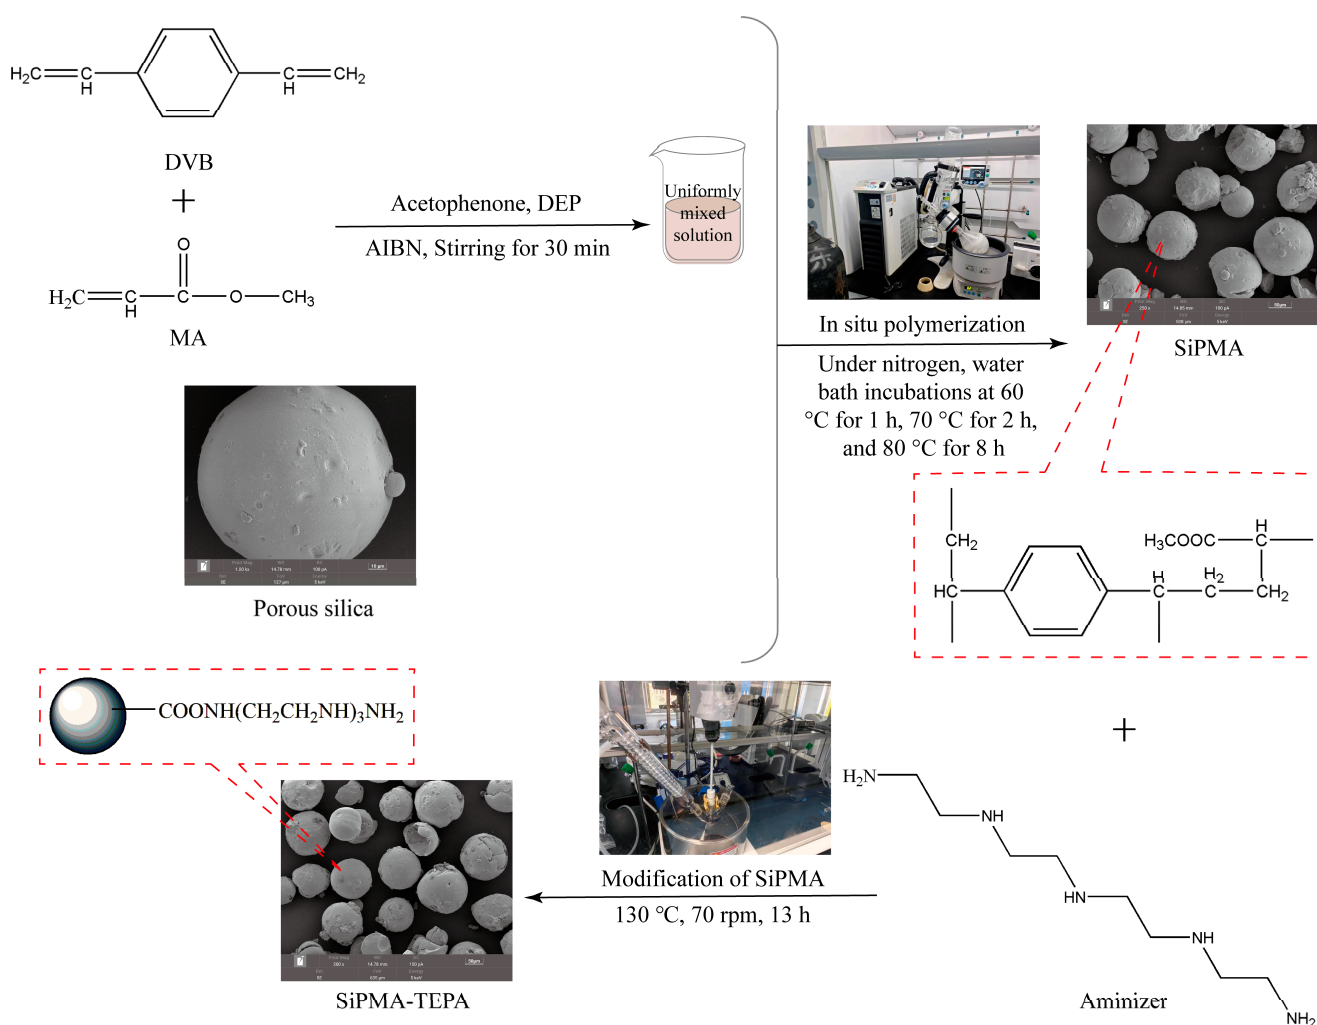 H₂C
H
H
CH₂
DVB
+
O
H₂C
H
O
CH₃
MA
Acetophenone, DEP
AIBN, Stirring for 30 min
Uniformly
mixed
solution
Porous silica
In situ polymerization
Under nitrogen, water
bath incubations at 60
°C for 1 h, 70 °C for 2 h,
and 80 °C for 8 h
SiPMA
CH₂
HC
H₃COOC
H
H
H₂
C
CH₂
+
H₂N
NH
HN
NH
NH₂
Aminizer
Modification of SiPMA
130 °C, 70 rpm, 13 h
COONH(CH₂CH₂NH)₃NH₂
SiPMA-TEPA